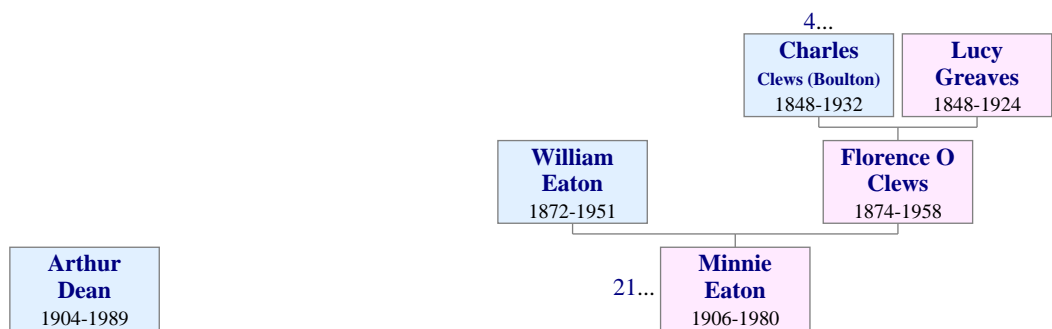 4...
Charles
Clews (Boulton)
1848-1932
Lucy
Greaves
1848-1924
William
Eaton
1872-1951
Florence O
Clews
1874-1958
Arthur
Dean
1904-1989
21...
Minnie
Eaton
1906-1980